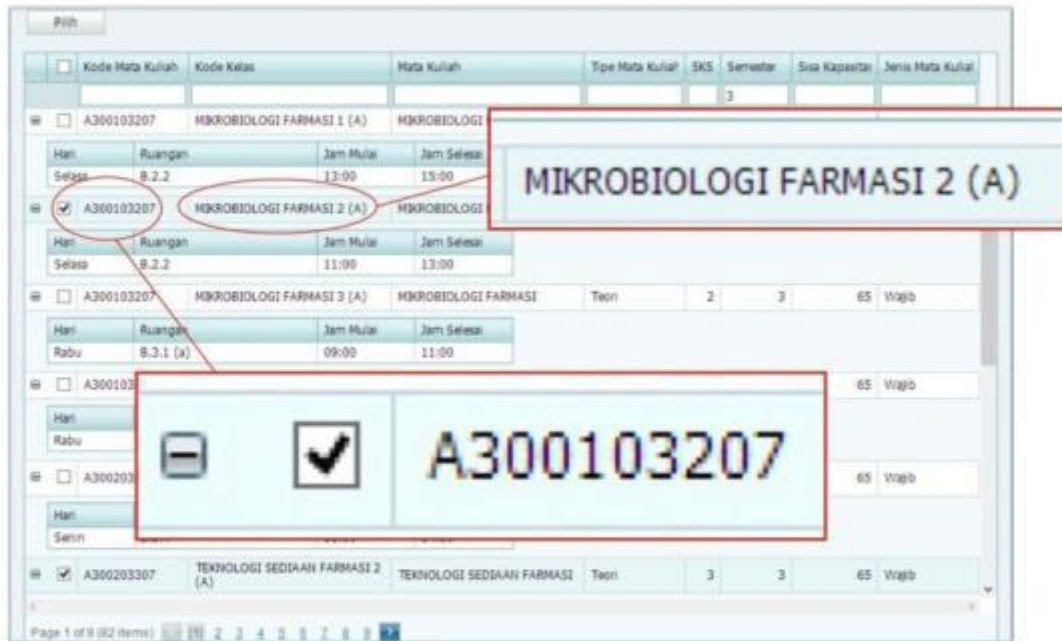 Pilih
Kode Mata Kuliah Kode Kelas Mata Kuliah Tipe Mata Kuliah SKS Semester Sisa Kapasitas Jenis Mata Kuliah
3
A300103207 MIKROBIOLOGI FARMASI 1 (A) MIKROBIOLOGI
Hari Ruangan Jam Mulai Jam Selesai
Selasa B.2.2 13:00 15:00
MIKROBIOLOGI FARMASI 2 (A)
A300103207 MIKROBIOLOGI FARMASI 2 (A) MIKROBIOLOGI
Hari Ruangan Jam Mulai Jam Selesai
Selasa B.2.2 11:00 13:00
A300103207 MIKROBIOLOGI FARMASI 3 (A) MIKROBIOLOGI FARMASI Teori 2 3 65 Wajib
Hari Ruangan Jam Mulai Jam Selesai
Rabu B.3.1 (a) 09:00 11:00
A300103 65 Wajib
Hari
Rabu
A300103207
A300203 65 Wajib
Hari
Senin
A300203307 TEKNOLOGI SEDIAAN FARMASI 2 (A) TEKNOLOGI SEDIAAN FARMASI Teori 3 3 65 Wajib
Page 1 of 9 (82 items) [1] 2 3 4 5 6 7 8 9